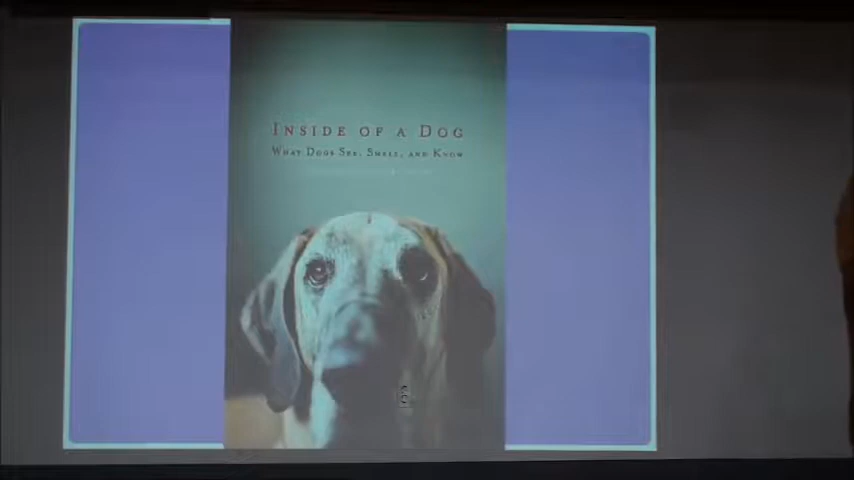 INSIDE OF A DOG
WHAT DOGS SEE, SMELL, AND KNOW